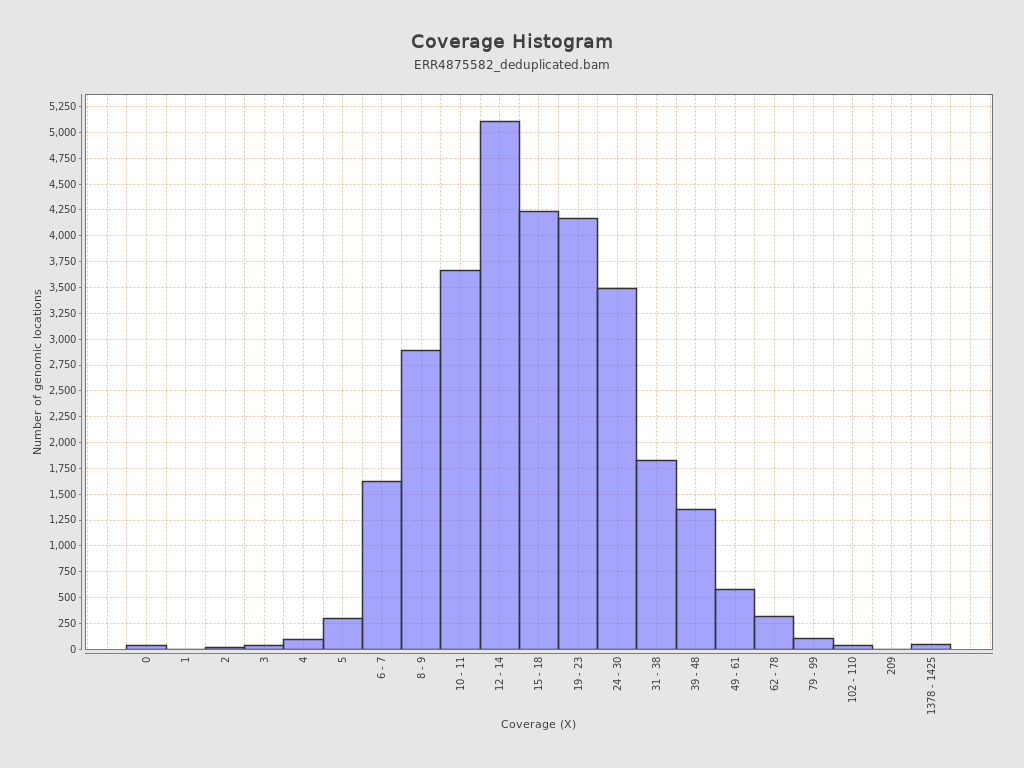 Coverage Histogram
ERR4875582_deduplicated.bam
Number of genomic locations
5,250
5,000
4,750
4,500
4,250
4,000
3,750
3,500
3,250
3,000
2,750
2,500
2,250
2,000
1,750
1,500
1,250
1,000
750
500
250
0
0
1
2
3
4
5
6 - 7
8 - 9
10 - 11
12 - 14
15 - 18
19 - 23
24 - 30
31 - 38
39 - 48
49 - 61
62 - 78
79 - 99
102 - 110
209
1378 - 1425
Coverage (X)